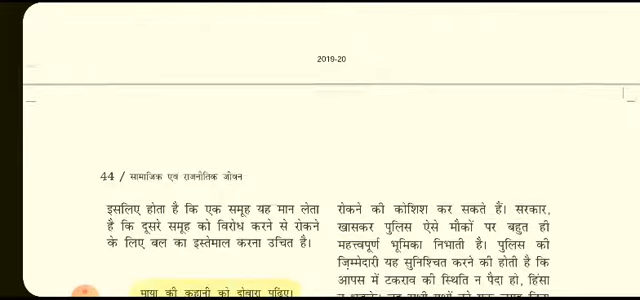 2019-20
44 / सामाजिक एवं राजनीतिक जीवन
इसलिए होता है कि एक समूह यह मान लेता
है कि दूसरे समूह को विरोध करने से रोकने
के लिए बल का इस्तेमाल करना उचित है।
माया की कहानी को दोबारा पढ़िए।
रोकने की कोशिश कर सकते हैं। सरकार,
खासकर पुलिस ऐसे मौकों पर बहुत ही
महत्त्वपूर्ण भूमिका निभाती है। पुलिस की
ज़िम्मेदारी यह सुनिश्चित करने की होती है कि
आपस में टकराव की स्थिति न पैदा हो, हिंसा